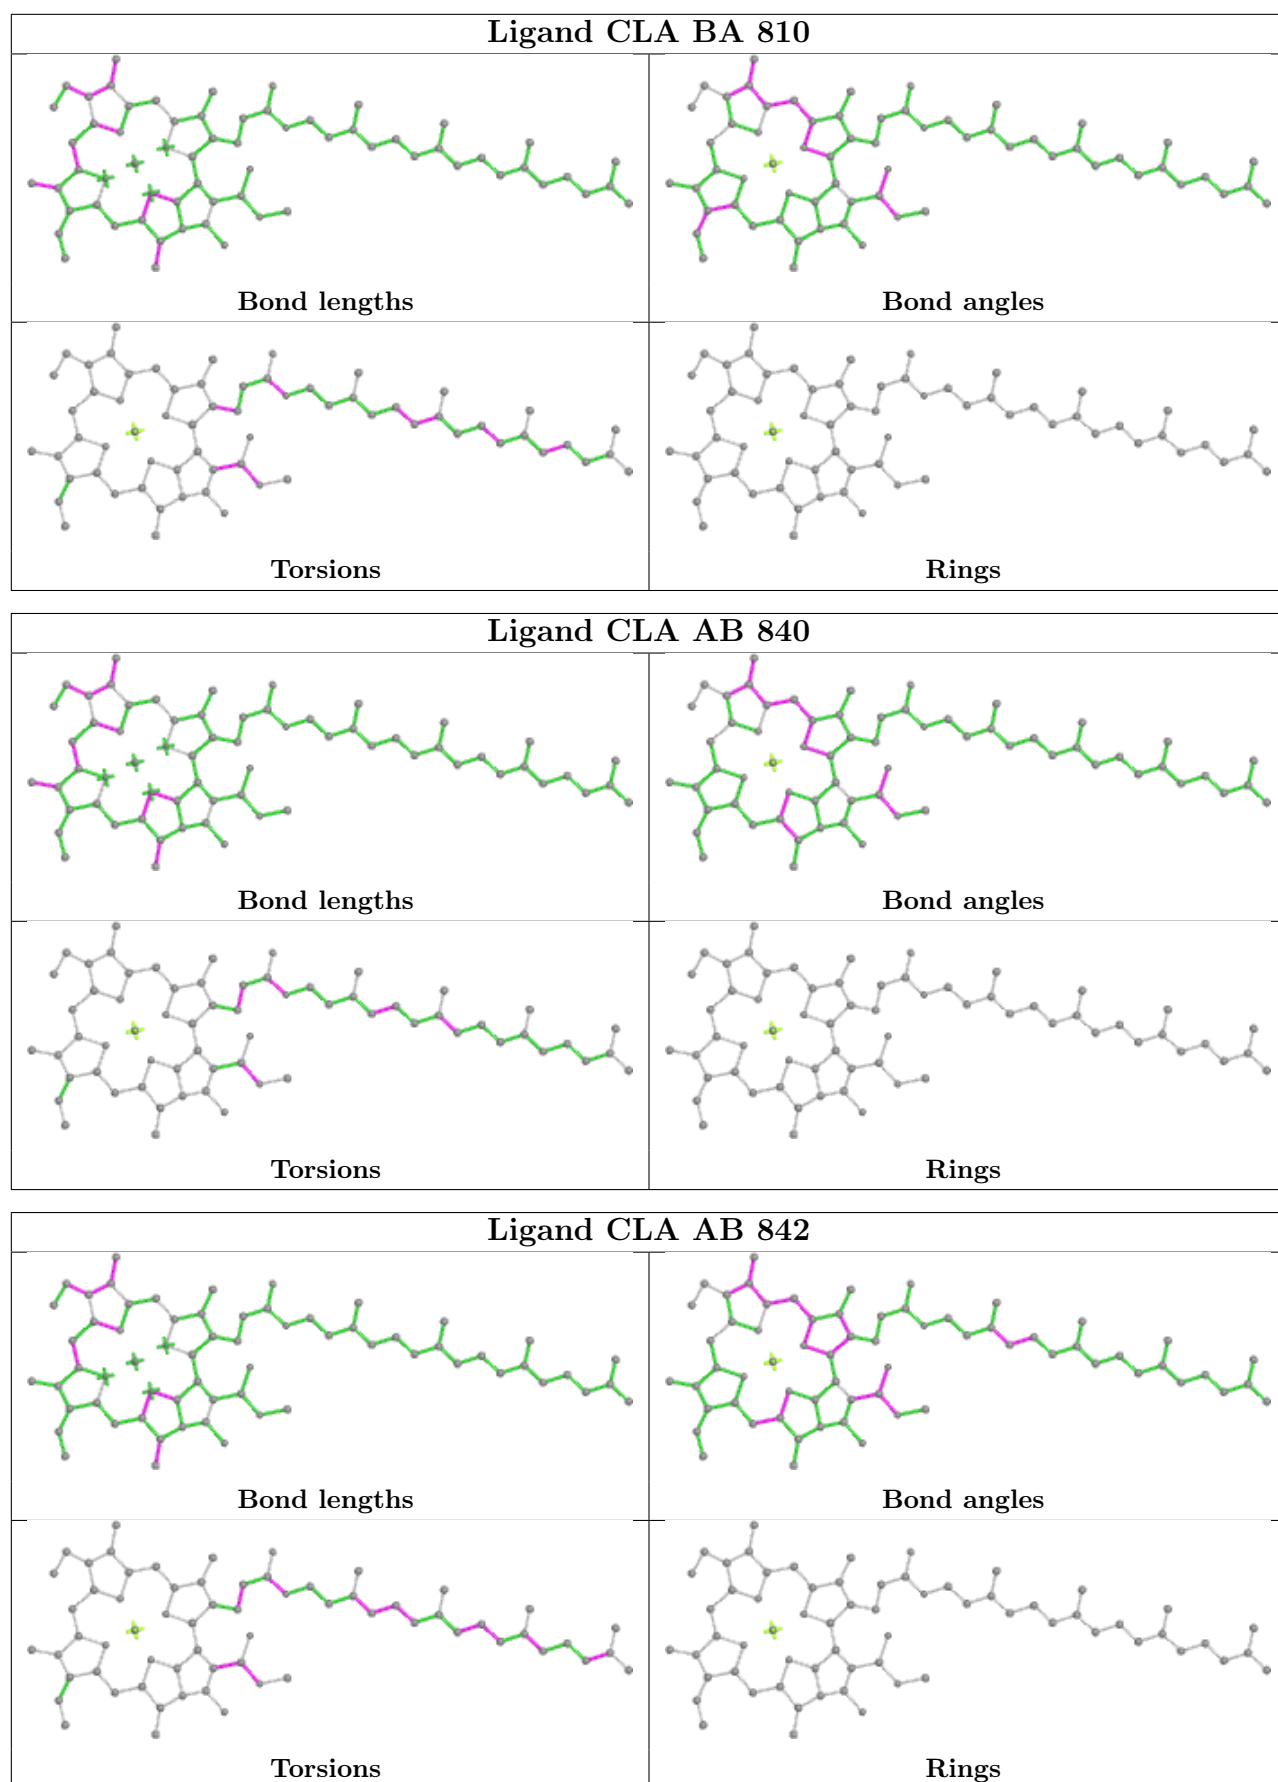 Ligand CLA BA 810
Bond lengths
Bond angles
Torsions
Rings
Ligand CLA AB 840
Bond lengths
Bond angles
Torsions
Rings
Ligand CLA AB 842
Bond lengths
Bond angles
Torsions
Rings